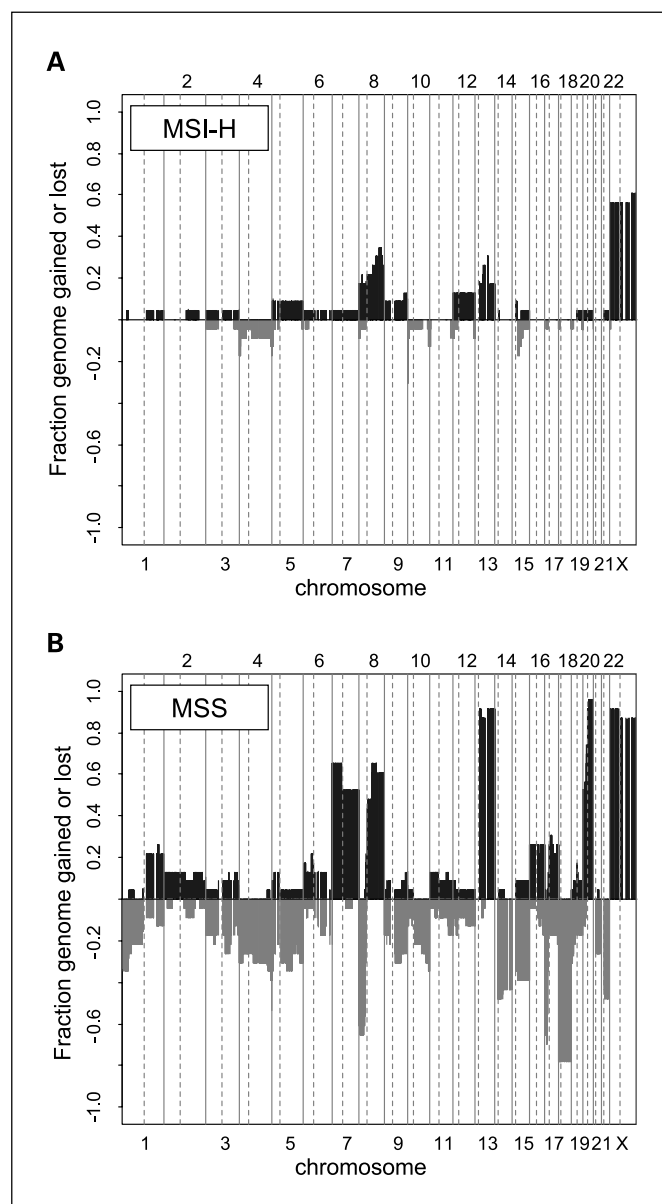 A
2 4 6 8 10 12 14 16 18 20 22
MSI-H
Fraction genome gained or lost
1.0
0.8
0.6
0.4
0.2
-0.2
-0.6
-1.0
1 3 5 7 9 11 13 15 17 19 21 X
chromosome
B
2 4 6 8 10 12 14 16 18 20 22
MSS
Fraction genome gained or lost
1.0
0.8
0.6
0.4
0.2
-0.2
-0.6
-1.0
1 3 5 7 9 11 13 15 17 19 21 X
chromosome